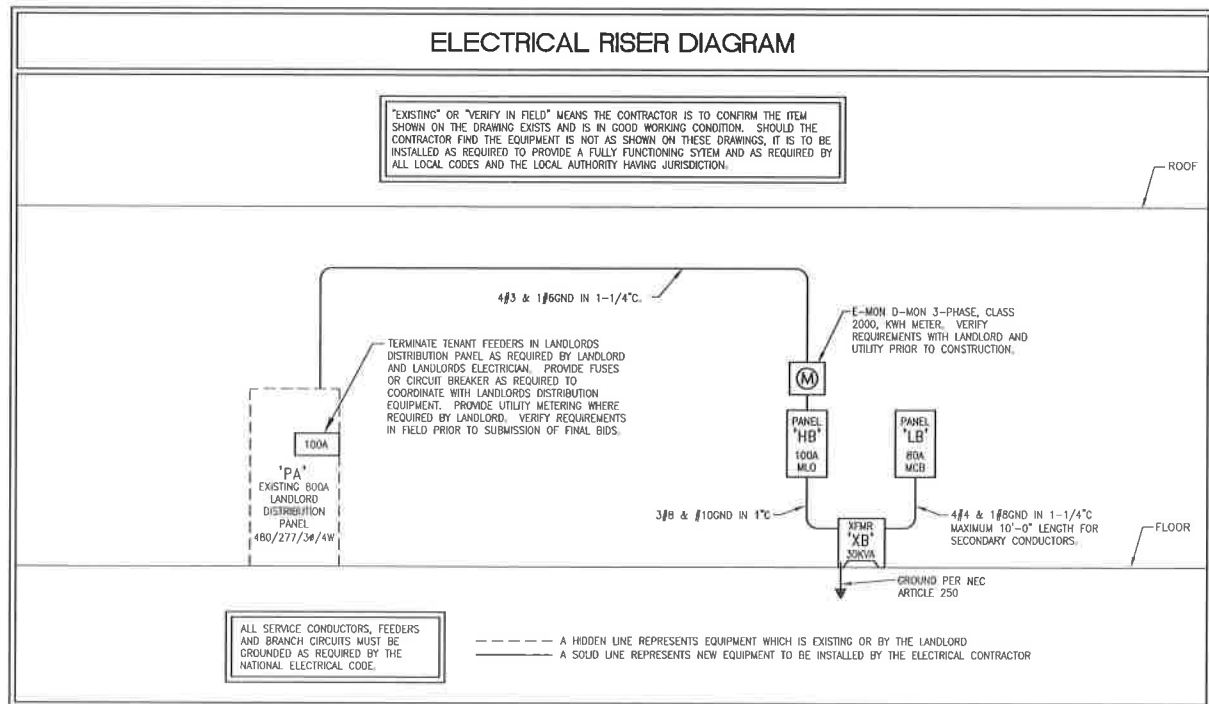 ELECTRICAL RISER DIAGRAM
"EXISTING" OR "VERIFY IN FIELD" MEANS THE CONTRACTOR IS TO CONFIRM THE ITEM
SHOWN ON THE DRAWING EXISTS AND IS IN GOOD WORKING CONDITION. SHOULD THE
CONTRACTOR FIND THE EQUIPMENT IS NOT AS SHOWN ON THESE DRAWINGS, IT IS TO BE
INSTALLED AS REQUIRED TO PROVIDE A FULLY FUNCTIONING SYTEM AND AS REQUIRED BY
ALL LOCAL CODES AND THE LOCAL AUTHORITY HAVING JURISDICTION.
ROOF
4#3 & 1#6GND IN 1-1/4"C.
E-MON D-MON 3-PHASE, CLASS
2000, KWH METER. VERIFY
REQUIREMENTS WITH LANDLORD AND
UTILITY PRIOR TO CONSTRUCTION.
TERMINATE TENANT FEEDERS IN LANDLORDS
DISTRIBUTION PANEL AS REQUIRED BY LANDLORD
AND LANDLORDS ELECTRICIAN. PROVIDE FUSES
OR CIRCUIT BREAKER AS REQUIRED TO
COORDINATE WITH LANDLORDS DISTRIBUTION
EQUIPMENT. PROVIDE UTILITY METERING WHERE
REQUIRED BY LANDLORD. VERIFY REQUIREMENTS
IN FIELD PRIOR TO SUBMISSION OF FINAL BIDS.
M
100A
'PA'
EXISTING 800A
LANDLORD
DISTRIBUTION
PANEL
480/277/3ø/4W
PANEL
'HB'
100A
MLO
PANEL
'LB'
80A
MCB
3#8 & #10GND IN 1"C
XFMR
'XB'
30KVA
4#4 & 1#8GND IN 1-1/4"C
MAXIMUM 10'-0" LENGTH FOR
SECONDARY CONDUCTORS.
FLOOR
GROUND PER NEC
ARTICLE 250
ALL SERVICE CONDUCTORS, FEEDERS
AND BRANCH CIRCUITS MUST BE
GROUNDED AS REQUIRED BY THE
NATIONAL ELECTRICAL CODE.
A HIDDEN LINE REPRESENTS EQUIPMENT WHICH IS EXISTING OR BY THE LANDLORD
A SOLID LINE REPRESENTS NEW EQUIPMENT TO BE INSTALLED BY THE ELECTRICAL CONTRACTOR